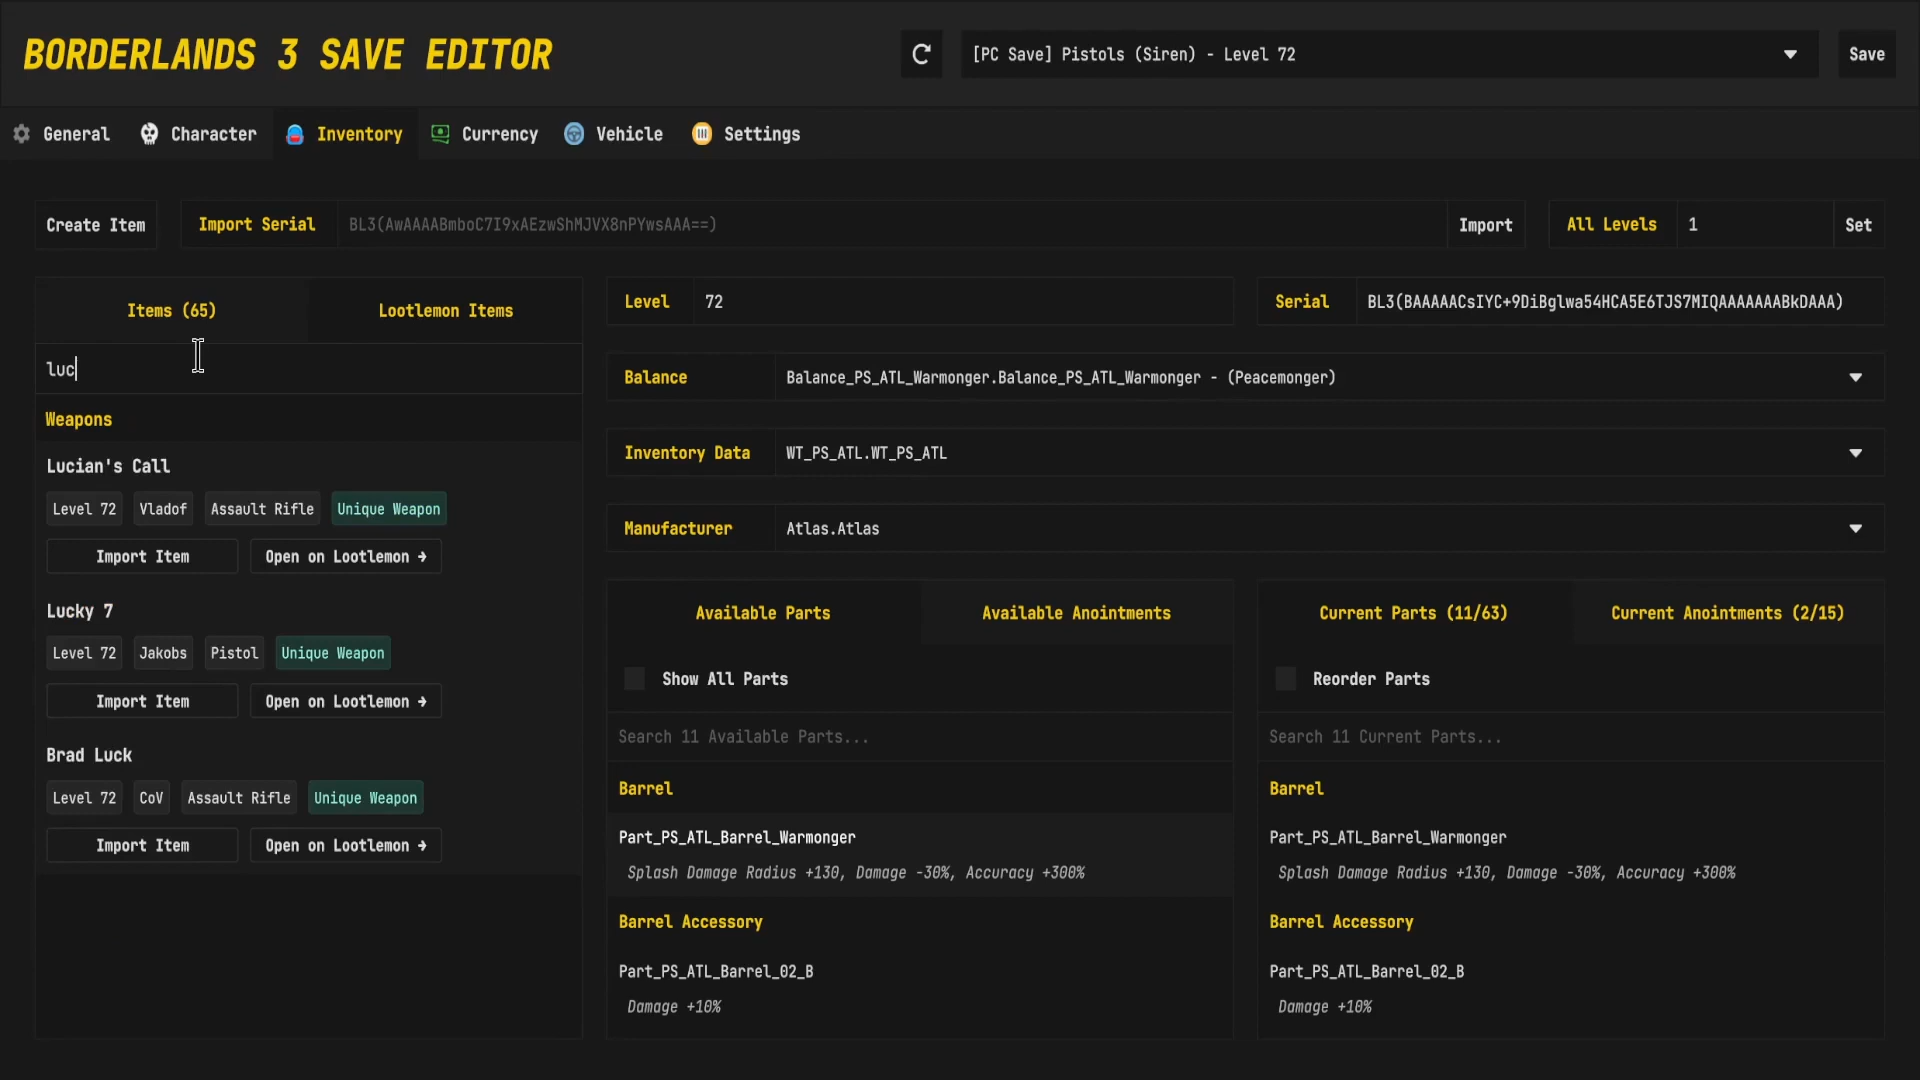 BORDERLANDS 3 SAVE EDITOR
[PC Save] Pistols (Siren) - Level 72
Save
General
Character
Inventory
Currency
Vehicle
Settings
Create Item
Import Serial
BL3(AwAAAABmboC7I9xAEzwShMJVX8nPYwsAAA==)
Import
All Levels
1
Set
Items (65)
Lootlemon Items
luc
Weapons
Lucian's Call
Level 72 Vladof Assault Rifle Unique Weapon
Import Item Open on Lootlemon →
Lucky 7
Level 72 Jakobs Pistol Unique Weapon
Import Item Open on Lootlemon →
Brad Luck
Level 72 CoV Assault Rifle Unique Weapon
Import Item Open on Lootlemon →
Level 72
Serial BL3(BAAAAACsIYC+9DiBglwa54HCA5E6TJS7MIQAAAAAAABkDAAA)
Balance Balance_PS_ATL_Warmonger.Balance_PS_ATL_Warmonger - (Peacemonger)
Inventory Data WT_PS_ATL.WT_PS_ATL
Manufacturer Atlas.Atlas
Available Parts
Available Anointments
Show All Parts
Search 11 Available Parts...
Barrel
Part_PS_ATL_Barrel_Warmonger
Splash Damage Radius +130, Damage -30%, Accuracy +300%
Barrel Accessory
Part_PS_ATL_Barrel_02_B
Damage +10%
Current Parts (11/63)
Current Anointments (2/15)
Reorder Parts
Search 11 Current Parts...
Barrel
Part_PS_ATL_Barrel_Warmonger
Splash Damage Radius +130, Damage -30%, Accuracy +300%
Barrel Accessory
Part_PS_ATL_Barrel_02_B
Damage +10%